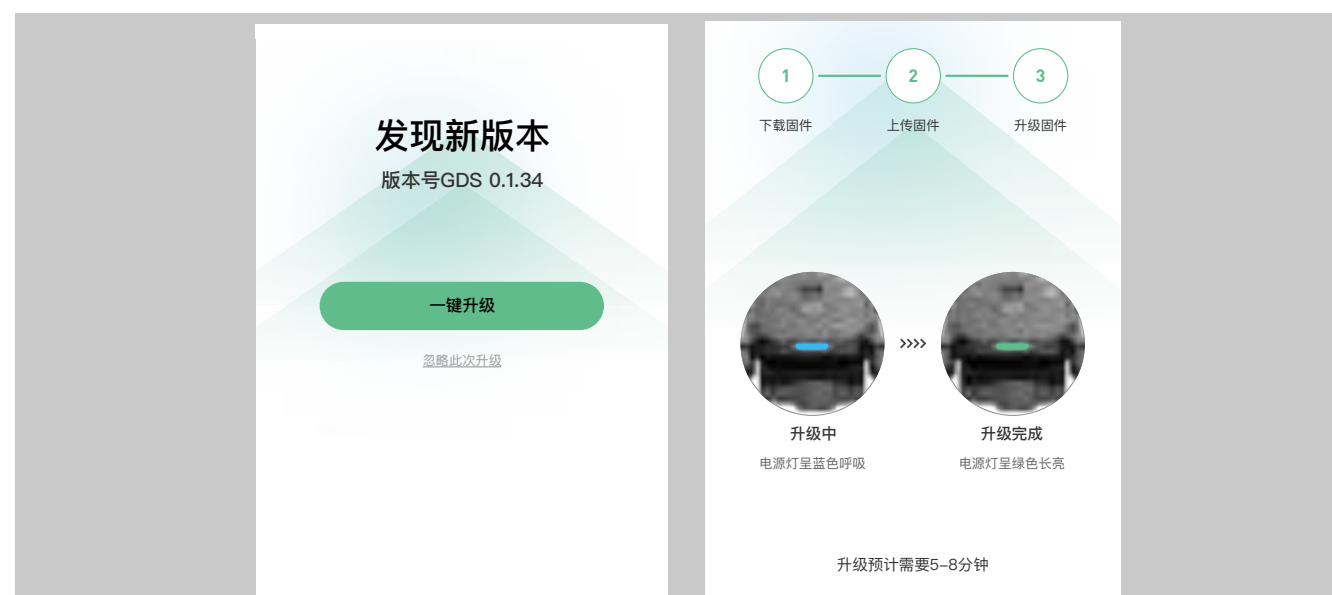 发现新版本
版本号GDS 0.1.34
一键升级
忽略此次升级
1 2 3
下载固件 上传固件 升级固件
›››› 
升级中 升级完成
电源灯呈蓝色呼吸 电源灯呈绿色长亮
升级预计需要5-8分钟